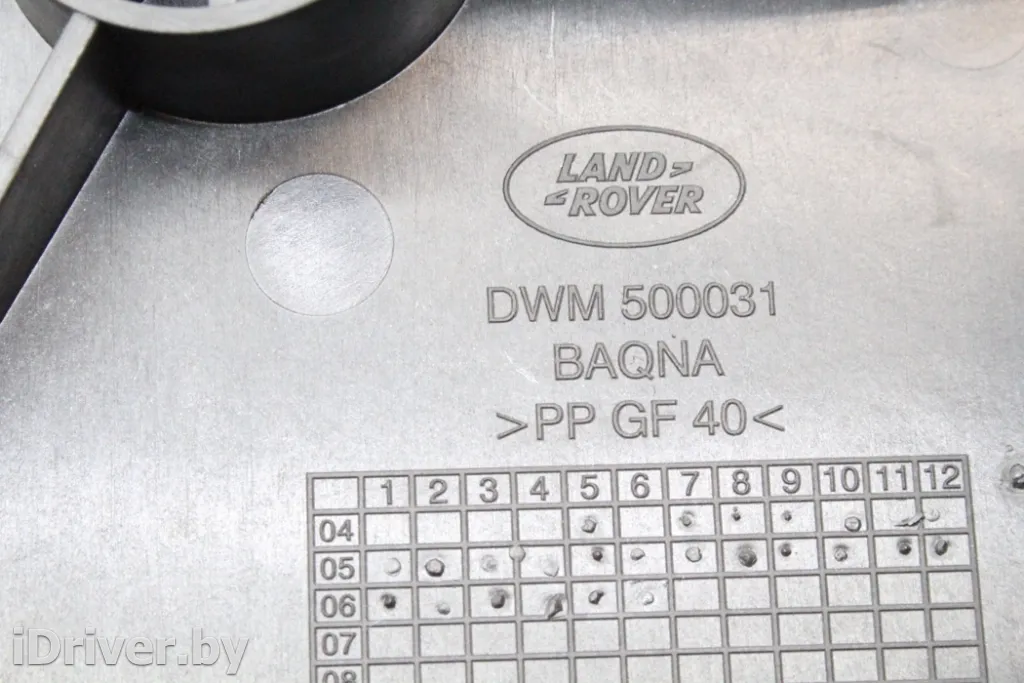 LAND
ROVER
DWM 500031
BAQNA
>PP GF 40<
1 2 3 4 5 6 7 8 9 10 11 12
04
05
06
07
08
iDriver.by